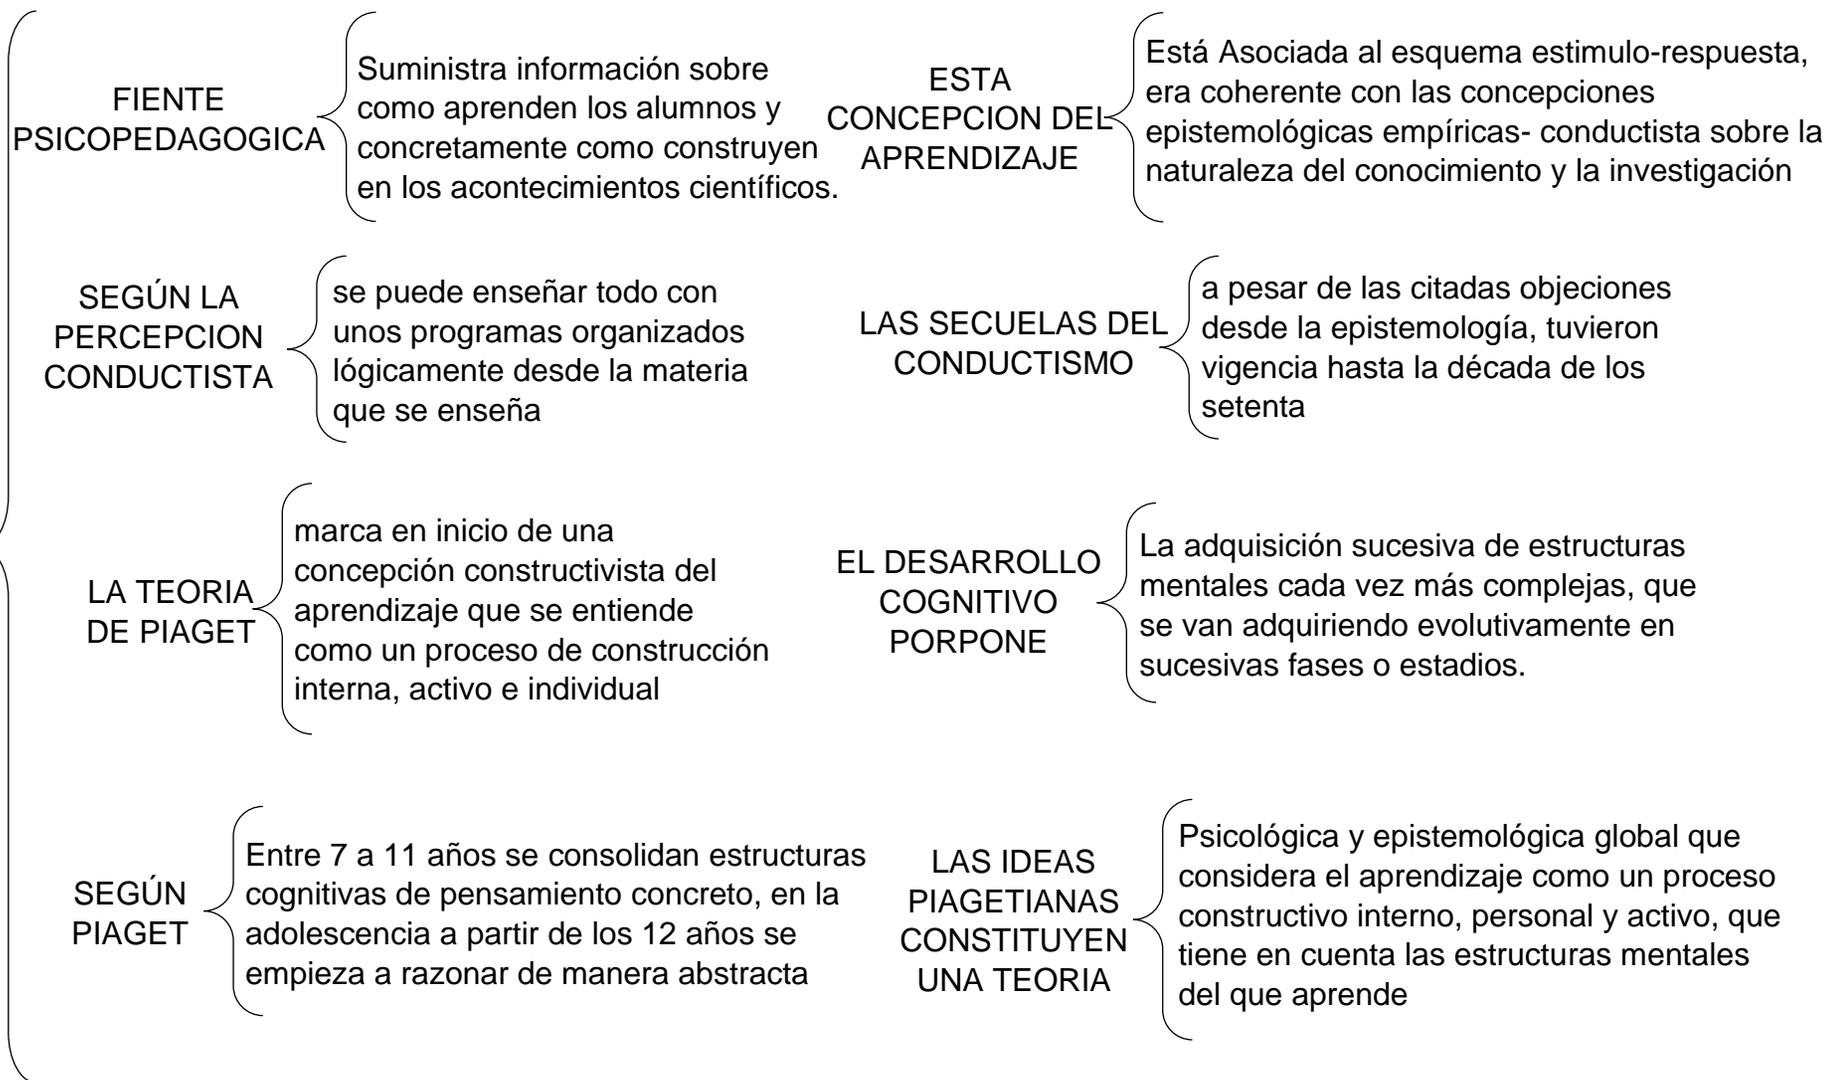 FIENTE
PSICOPEDAGOGICA
Suministra información sobre
como aprenden los alumnos y
concretamente como construyen
en los acontecimientos científicos.
ESTA
CONCEPCION DEL
APRENDIZAJE
Está Asociada al esquema estimulo-respuesta,
era coherente con las concepciones
epistemológicas empíricas- conductista sobre la
naturaleza del conocimiento y la investigación
SEGÚN LA
PERCEPCION
CONDUCTISTA
se puede enseñar todo con
unos programas organizados
lógicamente desde la materia
que se enseña
LAS SECUELAS DEL
CONDUCTISMO
a pesar de las citadas objeciones
desde la epistemología, tuvieron
vigencia hasta la década de los
setenta
LA TEORIA
DE PIAGET
marca en inicio de una
concepción constructivista del
aprendizaje que se entiende
como un proceso de construcción
interna, activo e individual
EL DESARROLLO
COGNITIVO
PORPONE
La adquisición sucesiva de estructuras
mentales cada vez más complejas, que
se van adquiriendo evolutivamente en
sucesivas fases o estadios.
SEGÚN
PIAGET
Entre 7 a 11 años se consolidan estructuras
cognitivas de pensamiento concreto, en la
adolescencia a partir de los 12 años se
empieza a razonar de manera abstracta
LAS IDEAS
PIAGETIANAS
CONSTITUYEN
UNA TEORIA
Psicológica y epistemológica global que
considera el aprendizaje como un proceso
constructivo interno, personal y activo, que
tiene en cuenta las estructuras mentales
del que aprende